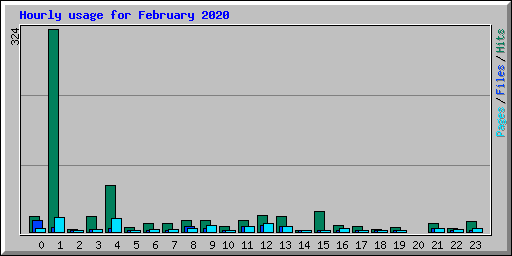 Hourly usage for February 2020
324
Pages/Files/Hits
0 1 2 3 4 5 6 7 8 9 10 11 12 13 14 15 16 17 18 19 20 21 22 23